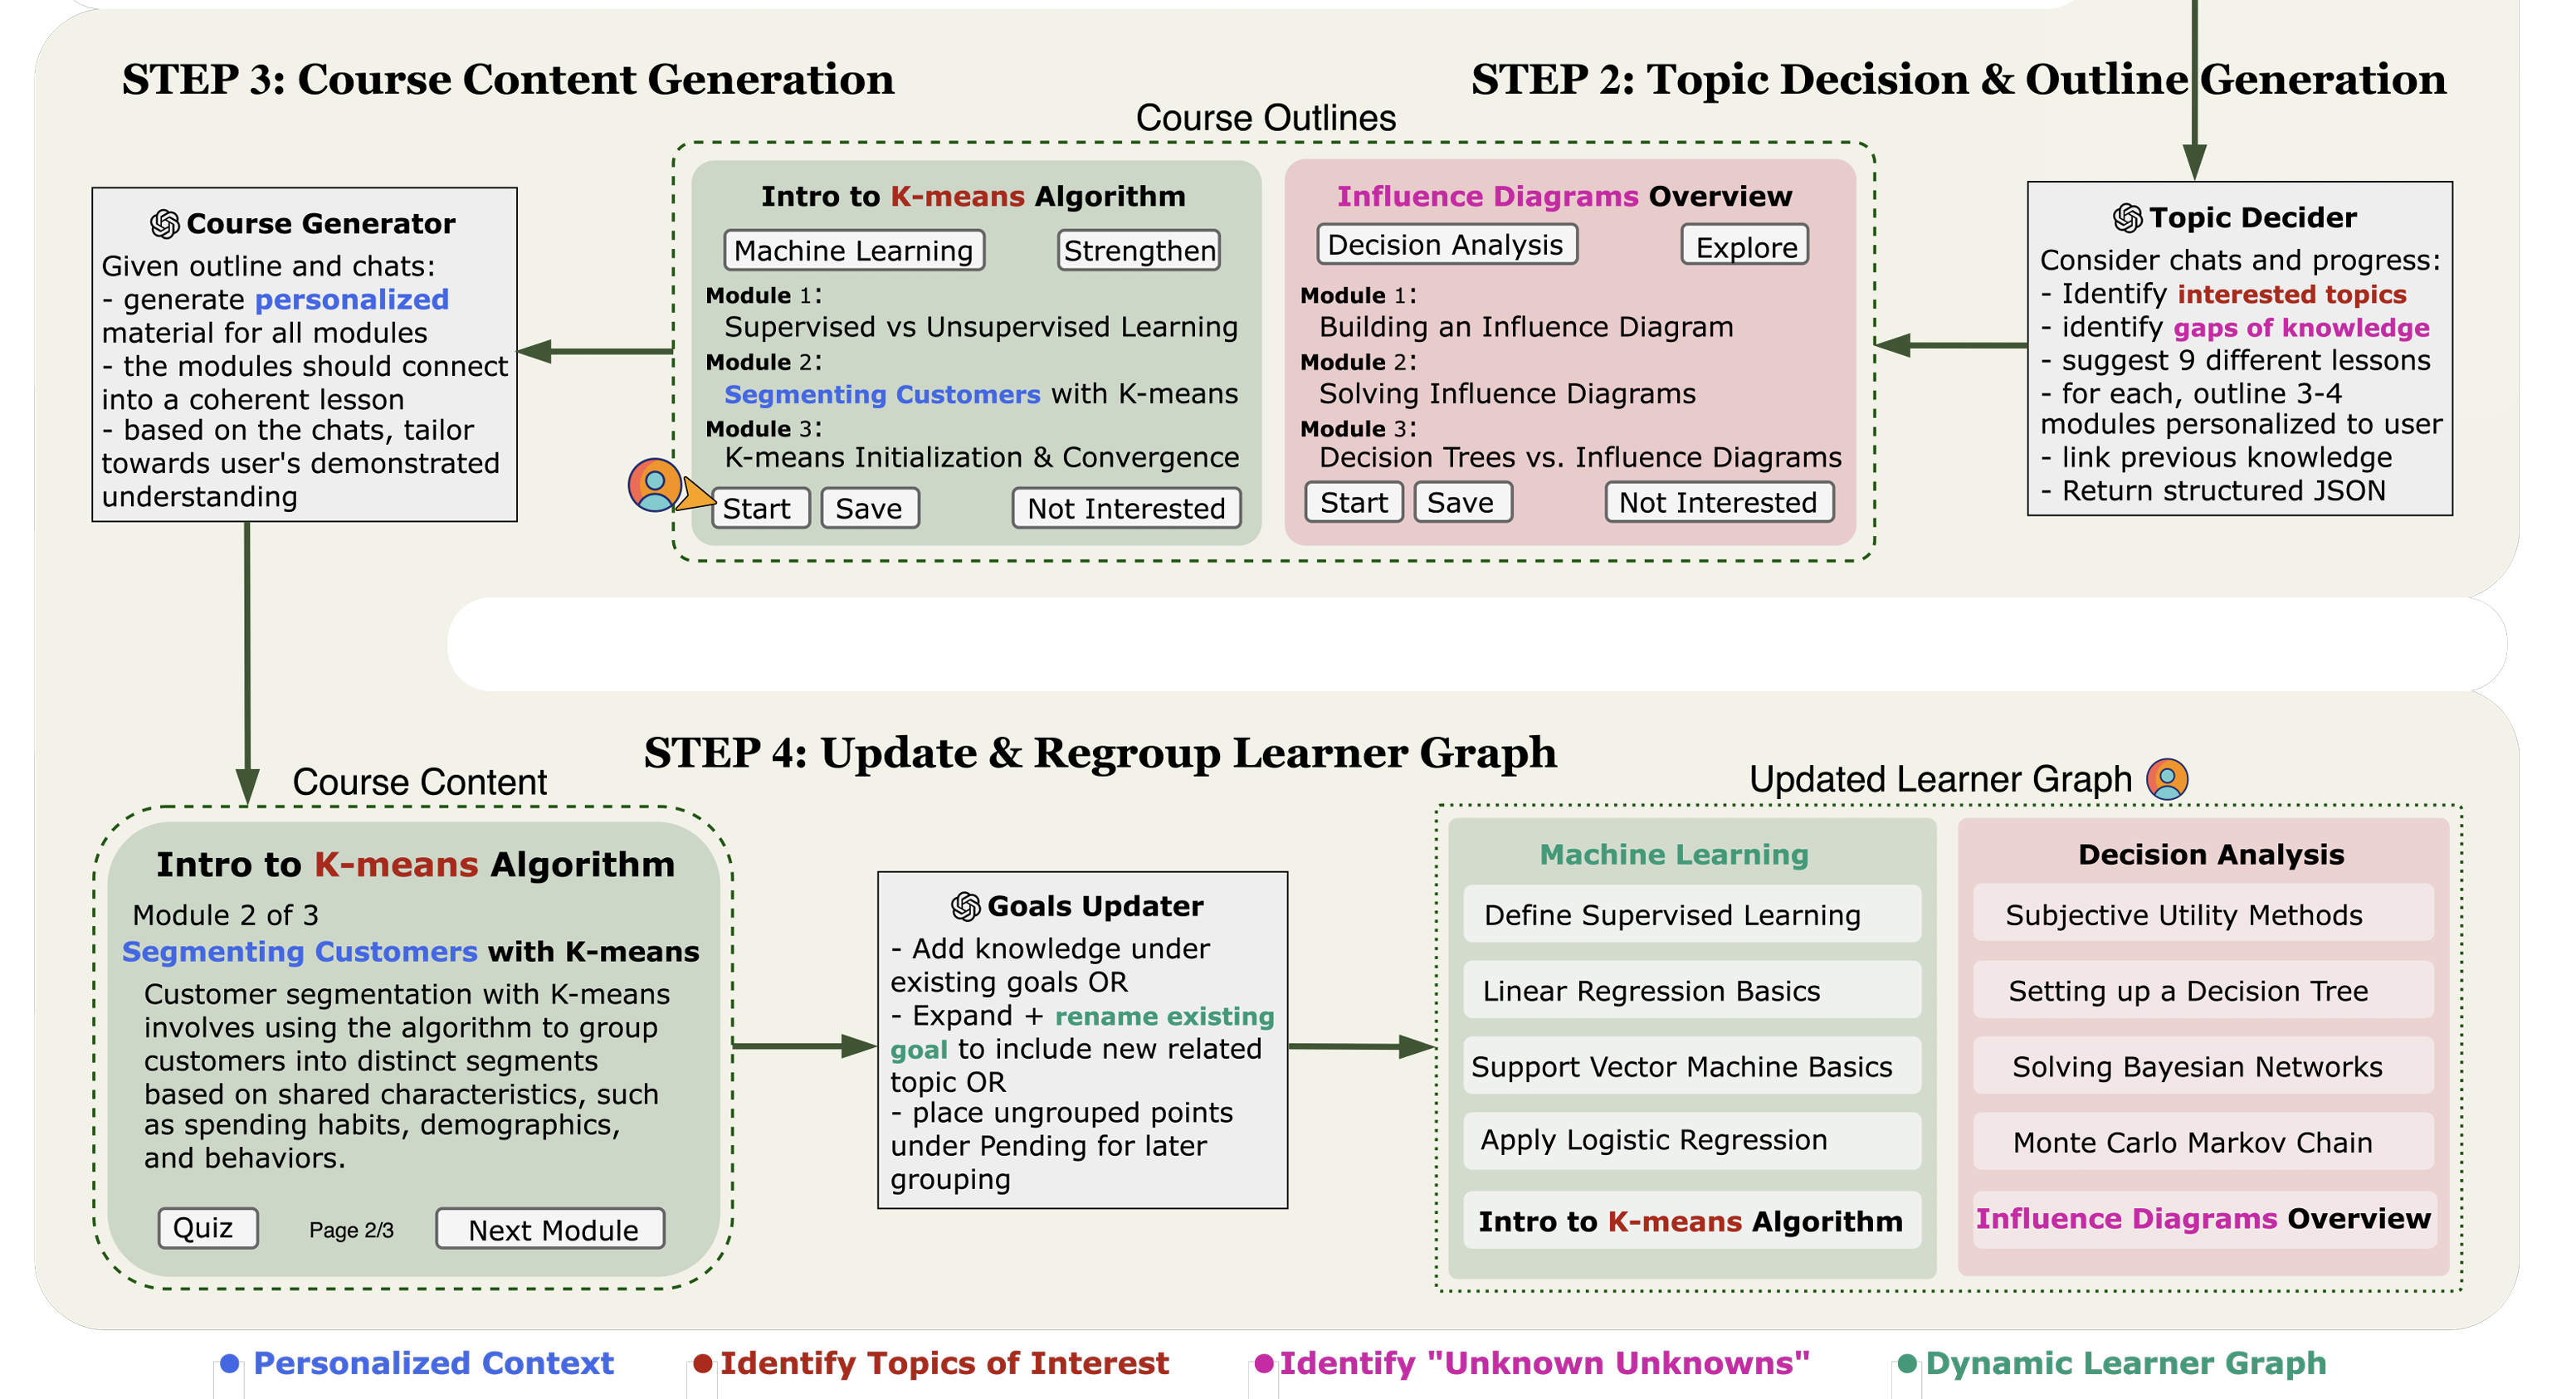 STEP 3: Course Content Generation
STEP 2: Topic Decision & Outline Generation
Course Outlines
Course Generator
Given outline and chats:
- generate personalized
material for all modules
- the modules should connect
into a coherent lesson
- based on the chats, tailor
towards user's demonstrated
understanding
Intro to K-means Algorithm
Machine Learning
Strengthen
Module 1:
Supervised vs Unsupervised Learning
Module 2:
Segmenting Customers with K-means
Module 3:
K-means Initialization & Convergence
Start
Save
Not Interested
Influence Diagrams Overview
Decision Analysis
Explore
Module 1:
Building an Influence Diagram
Module 2:
Solving Influence Diagrams
Module 3:
Decision Trees vs. Influence Diagrams
Start
Save
Not Interested
Topic Decider
Consider chats and progress:
- Identify interested topics
- identify gaps of knowledge
- suggest 9 different lessons
- for each, outline 3-4
modules personalized to user
- link previous knowledge
- Return structured JSON
STEP 4: Update & Regroup Learner Graph
Course Content
Intro to K-means Algorithm
Module 2 of 3
Segmenting Customers with K-means
Customer segmentation with K-means
involves using the algorithm to group
customers into distinct segments
based on shared characteristics, such
as spending habits, demographics,
and behaviors.
Quiz
Page 2/3
Next Module
Goals Updater
- Add knowledge under
existing goals OR
- Expand + rename existing
goal to include new related
topic OR
- place ungrouped points
under Pending for later
grouping
Updated Learner Graph
Machine Learning
Define Supervised Learning
Linear Regression Basics
Support Vector Machine Basics
Apply Logistic Regression
Intro to K-means Algorithm
Decision Analysis
Subjective Utility Methods
Setting up a Decision Tree
Solving Bayesian Networks
Monte Carlo Markov Chain
Influence Diagrams Overview
Personalized Context
Identify Topics of Interest
Identify "Unknown Unknowns"
Dynamic Learner Graph